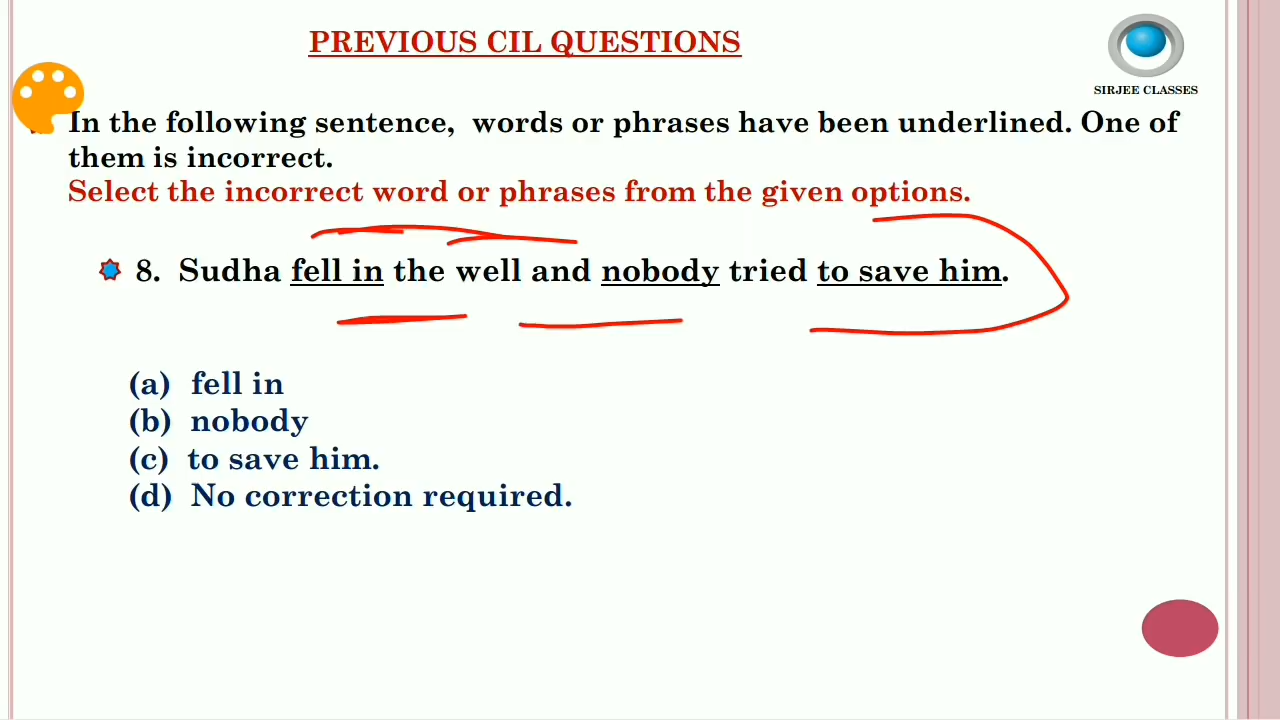 PREVIOUS CIL QUESTIONS
SIRJEE CLASSES
In the following sentence, words or phrases have been underlined. One of
them is incorrect.
Select the incorrect word or phrases from the given options.
8. Sudha fell in the well and nobody tried to save him.
(a) fell in
(b) nobody
(c) to save him.
(d) No correction required.